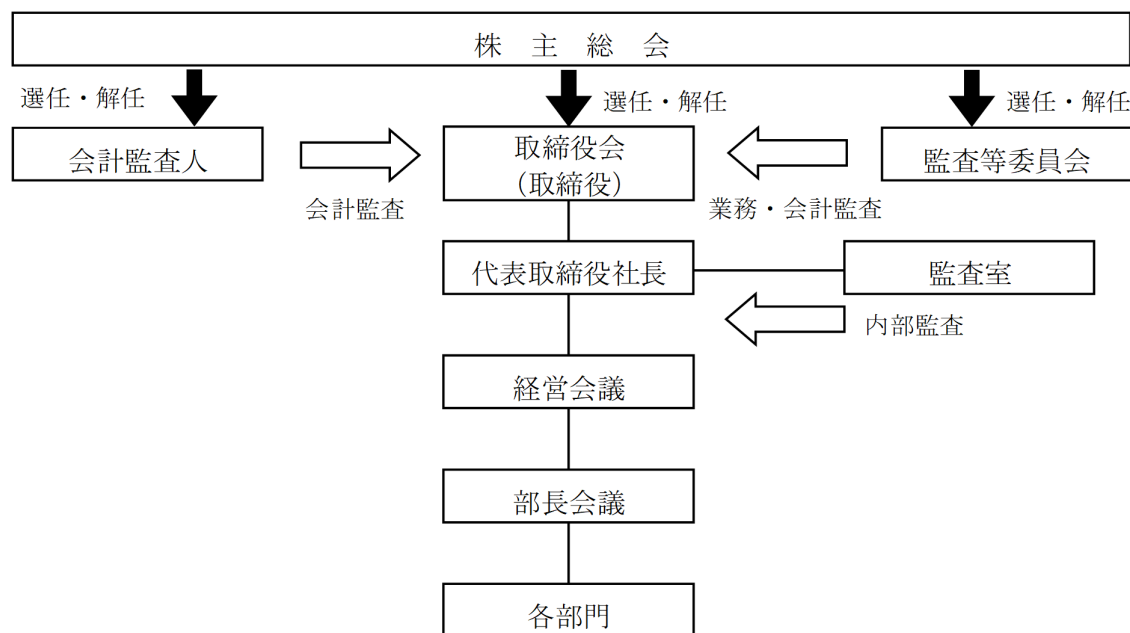 株 主 総 会
選任・解任
選任・解任
選任・解任
会計監査人
取締役会
（取締役）
監査等委員会
会計監査
業務・会計監査
代表取締役社長
監査室
内部監査
経営会議
部長会議
各部門